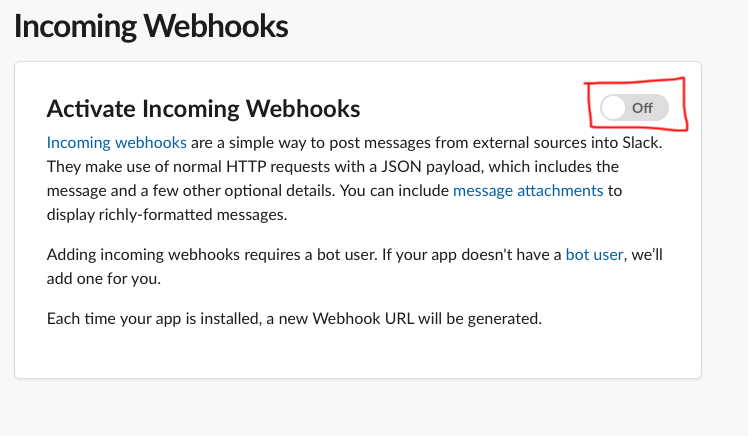 Incoming Webhooks
Activate Incoming Webhooks
Off
Incoming webhooks are a simple way to post messages from external sources into Slack.
They make use of normal HTTP requests with a JSON payload, which includes the
message and a few other optional details. You can include message attachments to
display richly-formatted messages.
Adding incoming webhooks requires a bot user. If your app doesn't have a bot user, we'll
add one for you.
Each time your app is installed, a new Webhook URL will be generated.